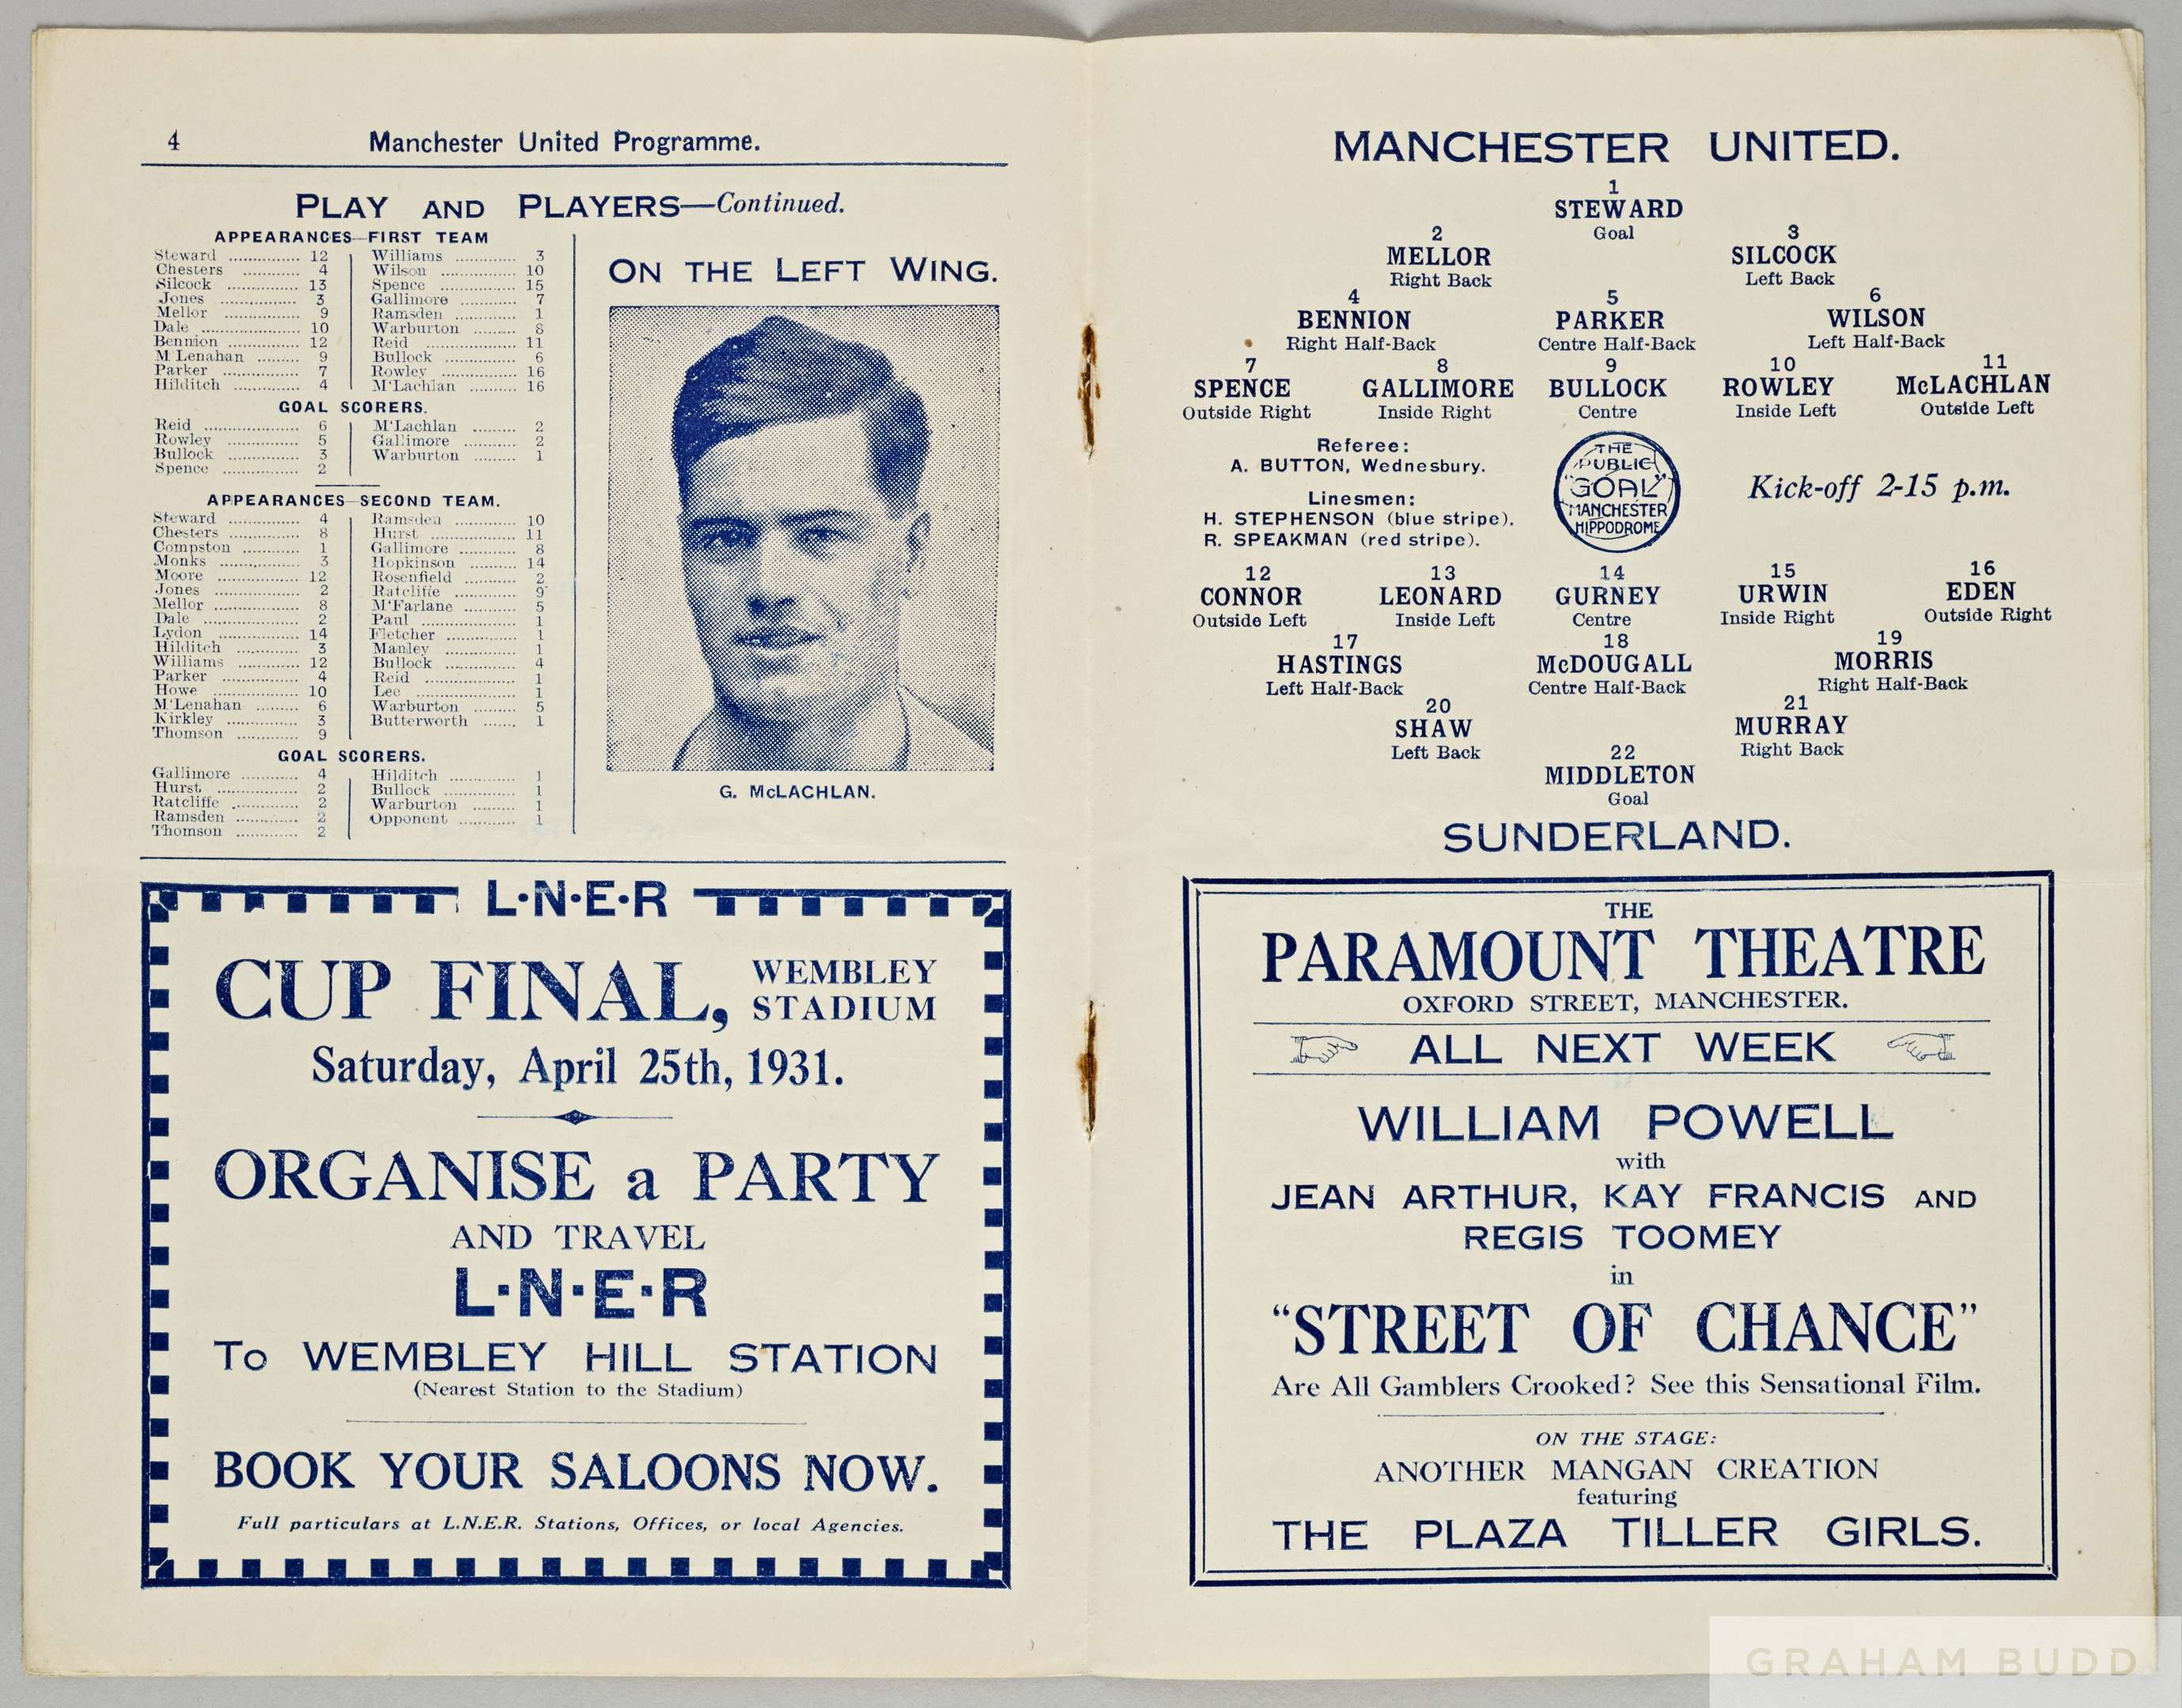 4 Manchester United Programme.
PLAY AND PLAYERS—Continued.
APPEARANCES—FIRST TEAM
Steward 12
Chesters 4
Silcock 13
Jones 3
Mellor 9
Dale 10
Bennion 12
M'Lenahan 9
Parker 7
Hilditch 4
Williams 3
Wilson 10
Spence 15
Gallimore 7
Ramsden 1
Warburton 8
Reid 11
Bullock 6
Rowley 16
M'Lachlan 16
GOAL SCORERS.
Reid 6
Rowley 5
Bullock 3
Spence 2
M'Lachlan 2
Gallimore 2
Warburton 1
APPEARANCES—SECOND TEAM.
Steward 4
Chesters 8
Compston 1
Monks 3
Moore 12
Jones 2
Mellor 8
Dale 2
Lydon 14
Hilditch 3
Williams 12
Parker 4
Howe 10
M'Lenahan 6
Kirkley 3
Thomson 9
Ramsden 10
Hurst 11
Gallimore 8
Hopkinson 14
Rosenfield 2
Ratcliffe 9
M'Farlane 5
Paul 1
Fletcher 1
Manley 1
Bullock 4
Reid 1
Lee 1
Warburton 5
Butterworth 1
GOAL SCORERS.
Gallimore 4
Hurst 2
Ratcliffe 2
Ramsden 2
Thomson 2
Hilditch 1
Bullock 1
Warburton 1
Opponent 1
ON THE LEFT WING.
G. McLACHLAN.
L·N·E·R
CUP FINAL, WEMBLEY STADIUM
Saturday, April 25th, 1931.
ORGANISE a PARTY
AND TRAVEL
L·N·E·R
To WEMBLEY HILL STATION
(Nearest Station to the Stadium)
BOOK YOUR SALOONS NOW.
Full particulars at L.N.E.R. Stations, Offices, or local Agencies.
MANCHESTER UNITED.
1
STEWARD
Goal
2 3
MELLOR SILCOCK
Right Back Left Back
4 5 6
BENNION PARKER WILSON
Right Half-Back Centre Half-Back Left Half-Back
7 8 9 10 11
SPENCE GALLIMORE BULLOCK ROWLEY McLACHLAN
Outside Right Inside Right Centre Inside Left Outside Left
Referee:
A. BUTTON, Wednesbury.
Linesmen:
H. STEPHENSON (blue stripe).
R. SPEAKMAN (red stripe).
THE
PUBLIC
"GOAL"
MANCHESTER
HIPPODROME
Kick-off 2-15 p.m.
12 13 14 15 16
CONNOR LEONARD GURNEY URWIN EDEN
Outside Left Inside Left Centre Inside Right Outside Right
17 18 19
HASTINGS McDOUGALL MORRIS
Left Half-Back Centre Half-Back Right Half-Back
20 21
SHAW MURRAY
Left Back Right Back
22
MIDDLETON
Goal
SUNDERLAND.
THE
PARAMOUNT THEATRE
OXFORD STREET, MANCHESTER.
ALL NEXT WEEK
WILLIAM POWELL
with
JEAN ARTHUR, KAY FRANCIS AND
REGIS TOOMEY
in
"STREET OF CHANCE"
Are All Gamblers Crooked? See this Sensational Film.
ON THE STAGE:
ANOTHER MANGAN CREATION
featuring
THE PLAZA TILLER GIRLS.
GRAHAM BUDD